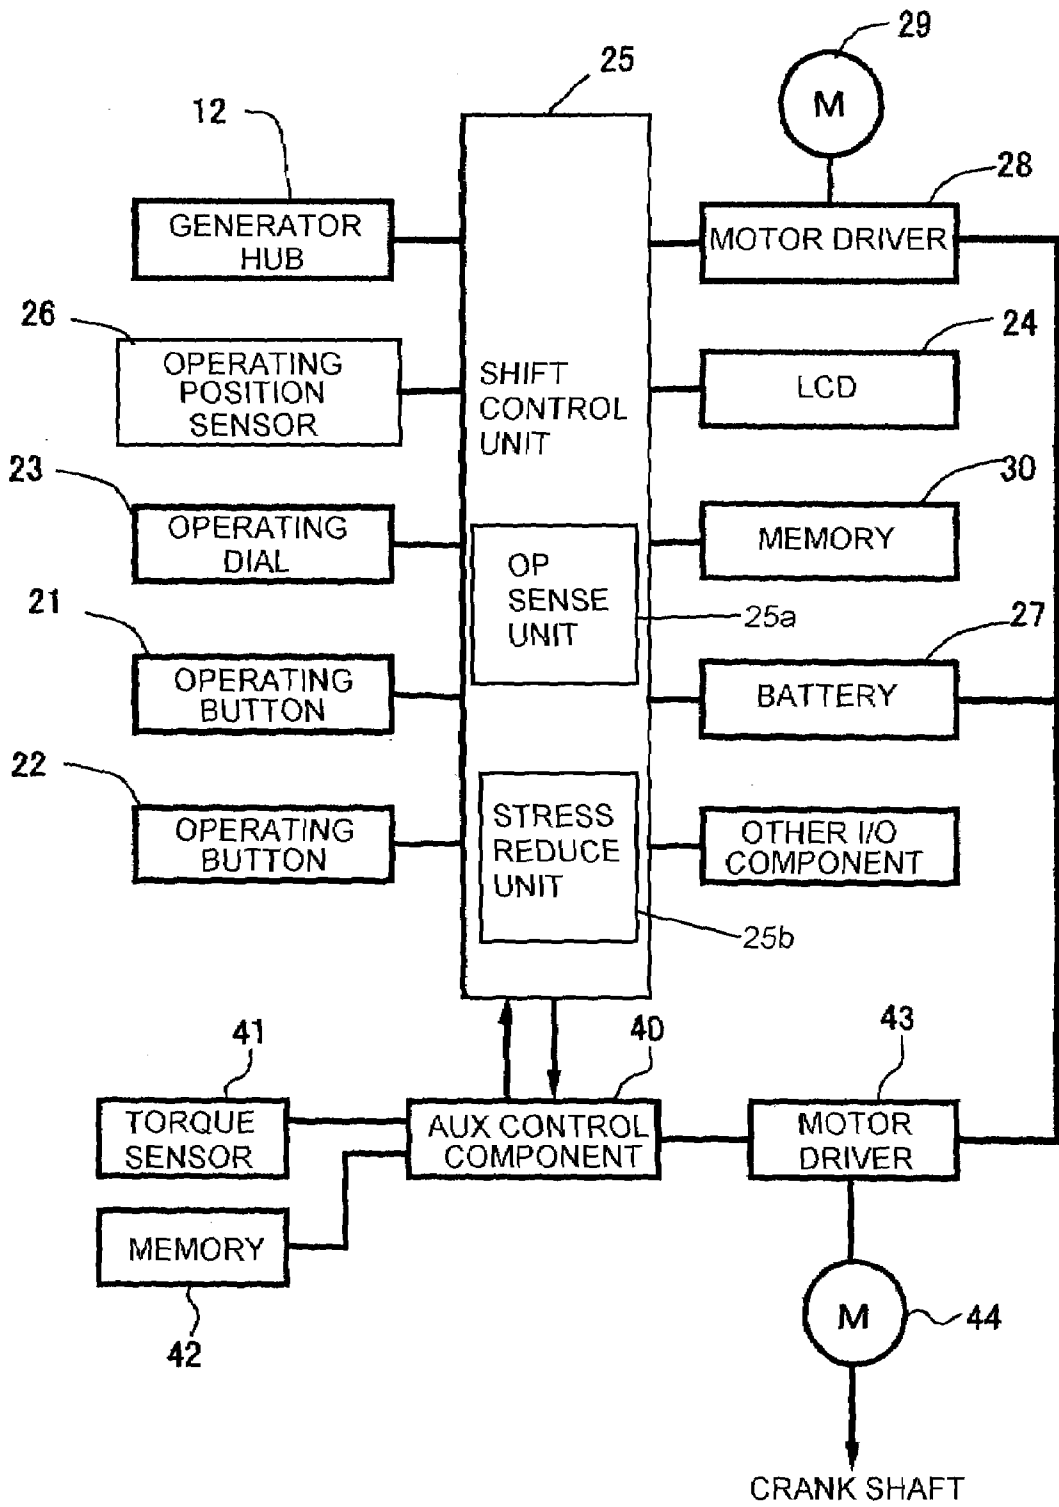 29
25
M
12
28
GENERATOR
HUB
MOTOR DRIVER
26
24
OPERATING
POSITION
SENSOR
SHIFT
CONTROL
UNIT
LCD
23
30
OPERATING
DIAL
MEMORY
OP
SENSE
UNIT
25a
21
27
OPERATING
BUTTON
BATTERY
22
OPERATING
BUTTON
STRESS
REDUCE
UNIT
OTHER I/O
COMPONENT
25b
41
40
43
TORQUE
SENSOR
AUX CONTROL
COMPONENT
MOTOR
DRIVER
MEMORY
42
M
44
CRANK SHAFT